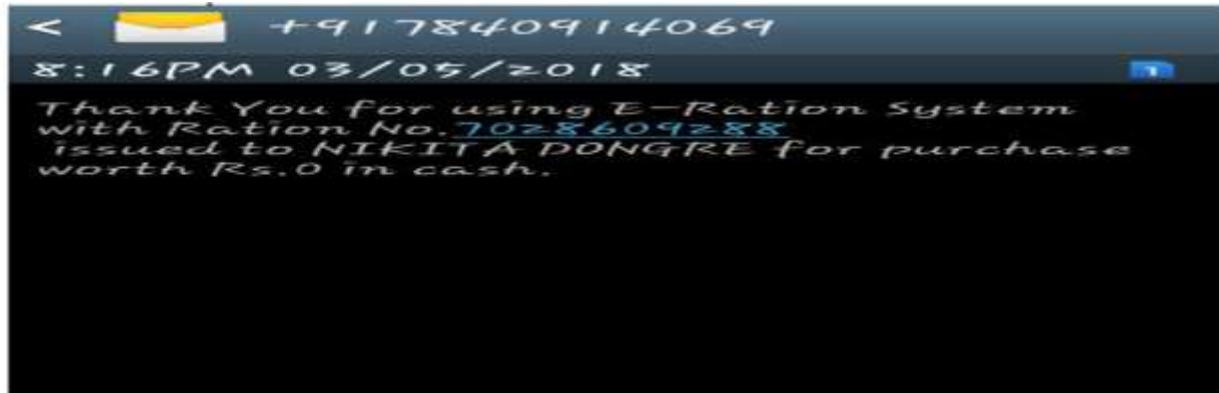 < +917840914069
8:16PM 03/05/2018 1
Thank You for using E-Ration System
with Ration No.7028609288
issued to NIKITA DONGRE for purchase
worth Rs.0 in cash.